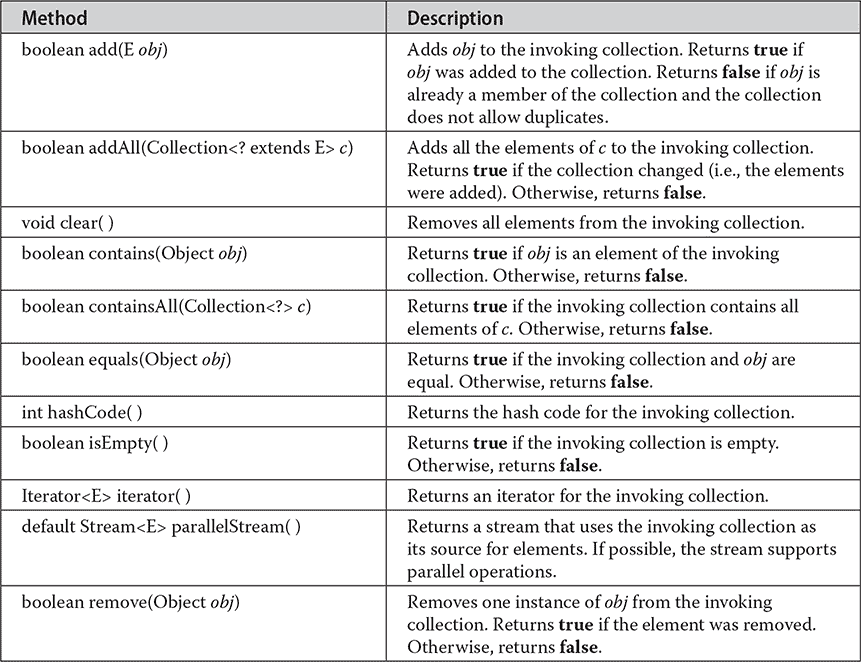 Method Description
boolean add(E obj) Adds obj to the invoking collection. Returns true if
obj was added to the collection. Returns false if obj is
already a member of the collection and the collection
does not allow duplicates.
boolean addAll(Collection<? extends E> c) Adds all the elements of c to the invoking collection.
Returns true if the collection changed (i.e., the elements
were added). Otherwise, returns false.
void clear( ) Removes all elements from the invoking collection.
boolean contains(Object obj) Returns true if obj is an element of the invoking
collection. Otherwise, returns false.
boolean containsAll(Collection<?> c) Returns true if the invoking collection contains all
elements of c. Otherwise, returns false.
boolean equals(Object obj) Returns true if the invoking collection and obj are
equal. Otherwise, returns false.
int hashCode( ) Returns the hash code for the invoking collection.
boolean isEmpty( ) Returns true if the invoking collection is empty.
Otherwise, returns false.
Iterator<E> iterator( ) Returns an iterator for the invoking collection.
default Stream<E> parallelStream( ) Returns a stream that uses the invoking collection as
its source for elements. If possible, the stream supports
parallel operations.
boolean remove(Object obj) Removes one instance of obj from the invoking
collection. Returns true if the element was removed.
Otherwise, returns false.